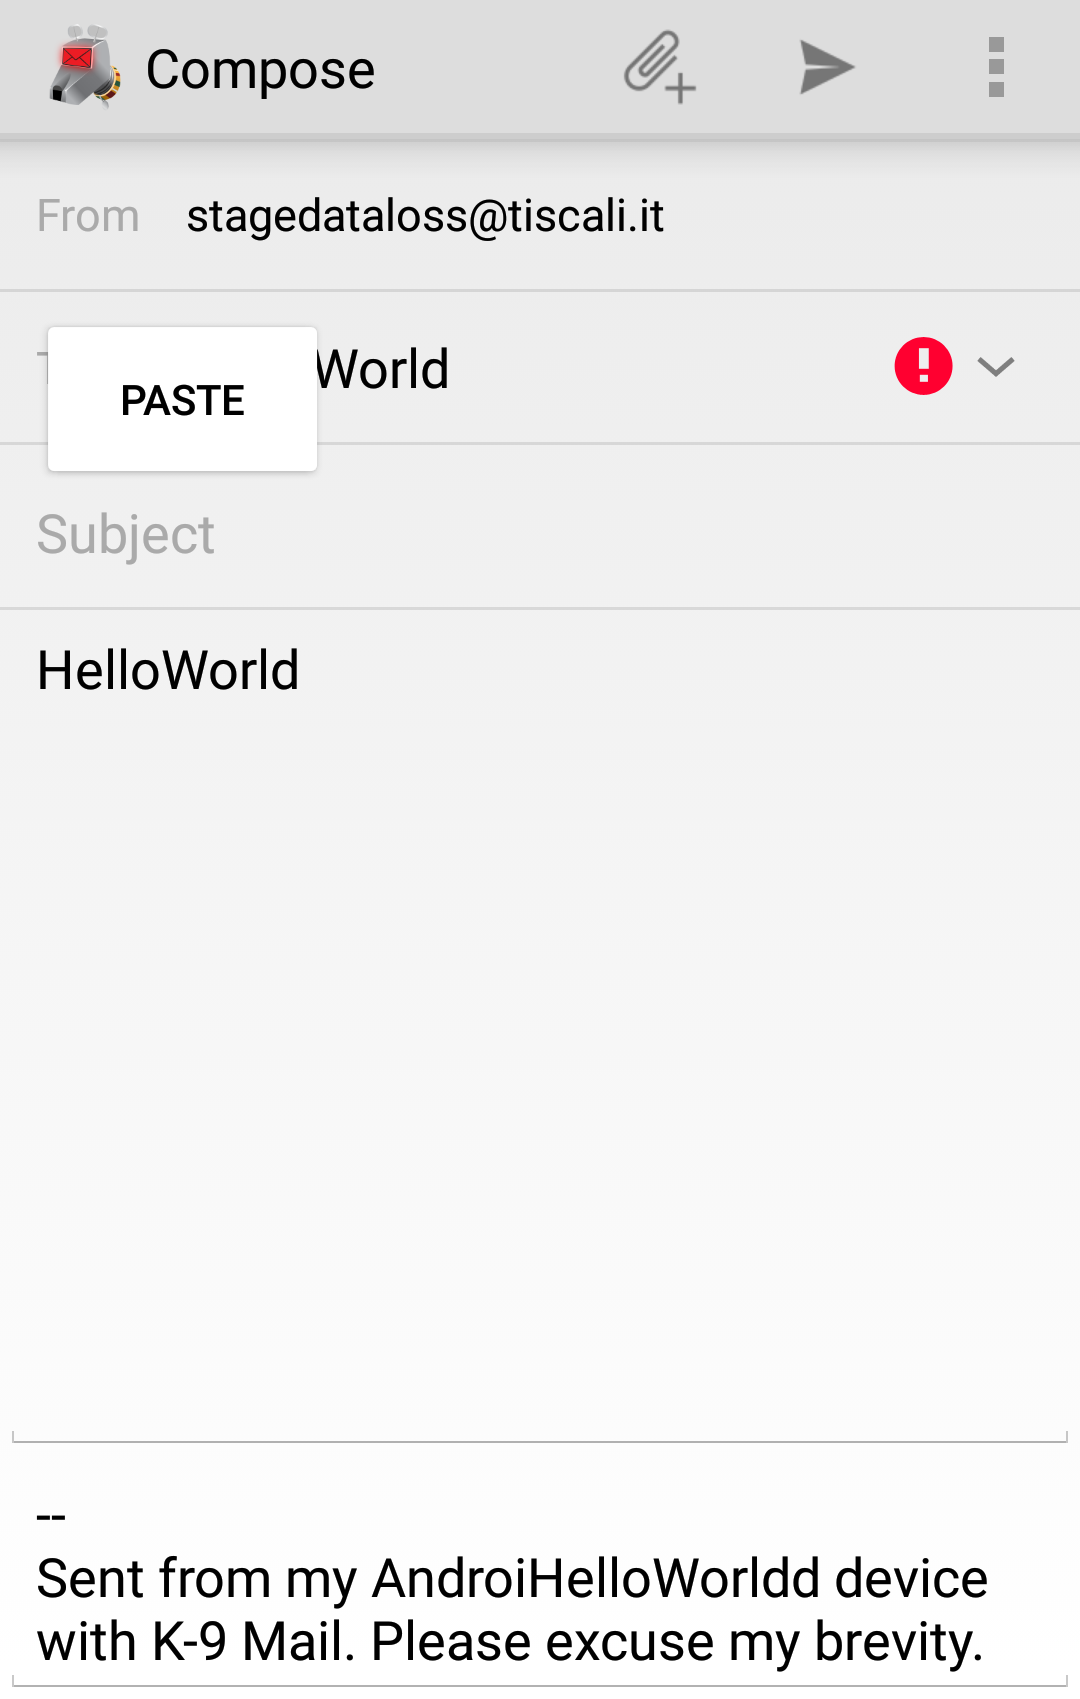 Compose
From stagedataloss@tiscali.it
World
PASTE
Subject
HelloWorld
--
Sent from my AndroiHelloWorldd device
with K-9 Mail. Please excuse my brevity.